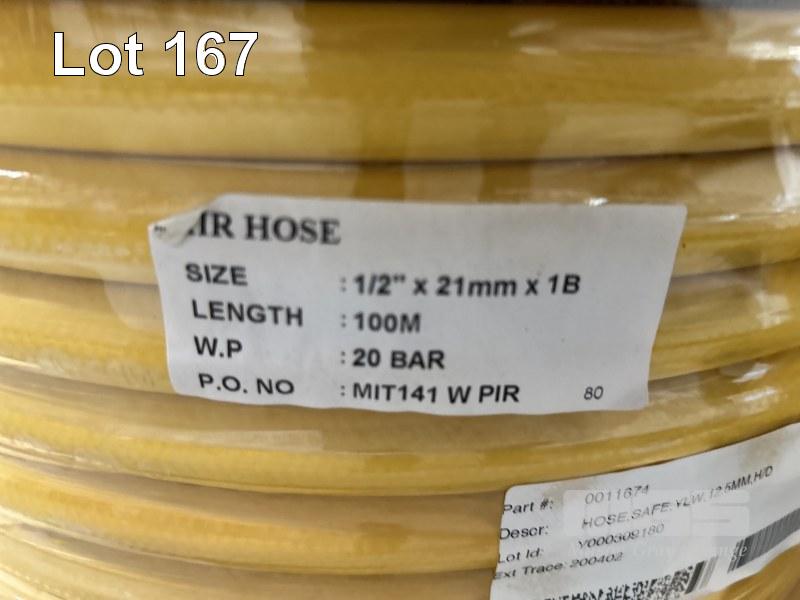 Lot 167
AIR HOSE
SIZE : 1/2" x 21mm x 1B
LENGTH : 100M
W.P : 20 BAR
P.O. NO : MIT141 W PIR 80
Part #: 0011674
Descr: HOSE,SAFE,YLW,12.5MM,H/D
Lot Id: Y000309180
Ext Trace: 200402